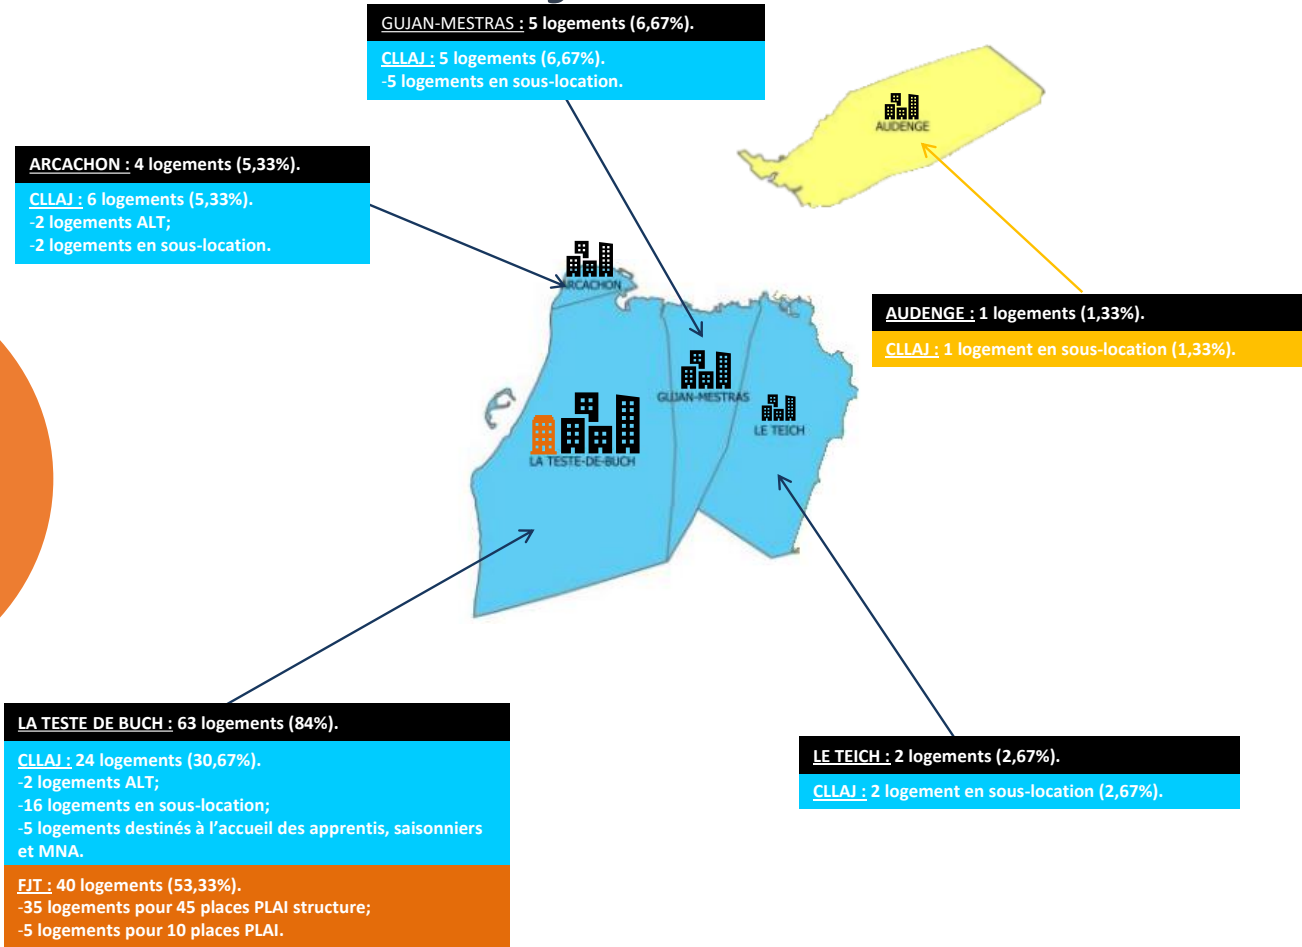 GUJAN-MESTRAS : 5 logements (6,67%).
CLLAJ : 5 logements (6,67%).
-5 logements en sous-location.
ARCACHON : 4 logements (5,33%).
CLLAJ : 6 logements (5,33%).
-2 logements ALT;
-2 logements en sous-location.
AUDENGE
ARCACHON
AUDENGE : 1 logements (1,33%).
CLLAJ : 1 logement en sous-location (1,33%).
GUJAN-MESTRAS
LE TEICH
LA TESTE-DE-BUCH
LA TESTE DE BUCH : 63 logements (84%).
CLLAJ : 24 logements (30,67%).
-2 logements ALT;
-16 logements en sous-location;
-5 logements destinés à l'accueil des apprentis, saisonniers
et MNA.
FJT : 40 logements (53,33%).
-35 logements pour 45 places PLAI structure;
-5 logements pour 10 places PLAI.
LE TEICH : 2 logements (2,67%).
CLLAJ : 2 logement en sous-location (2,67%).